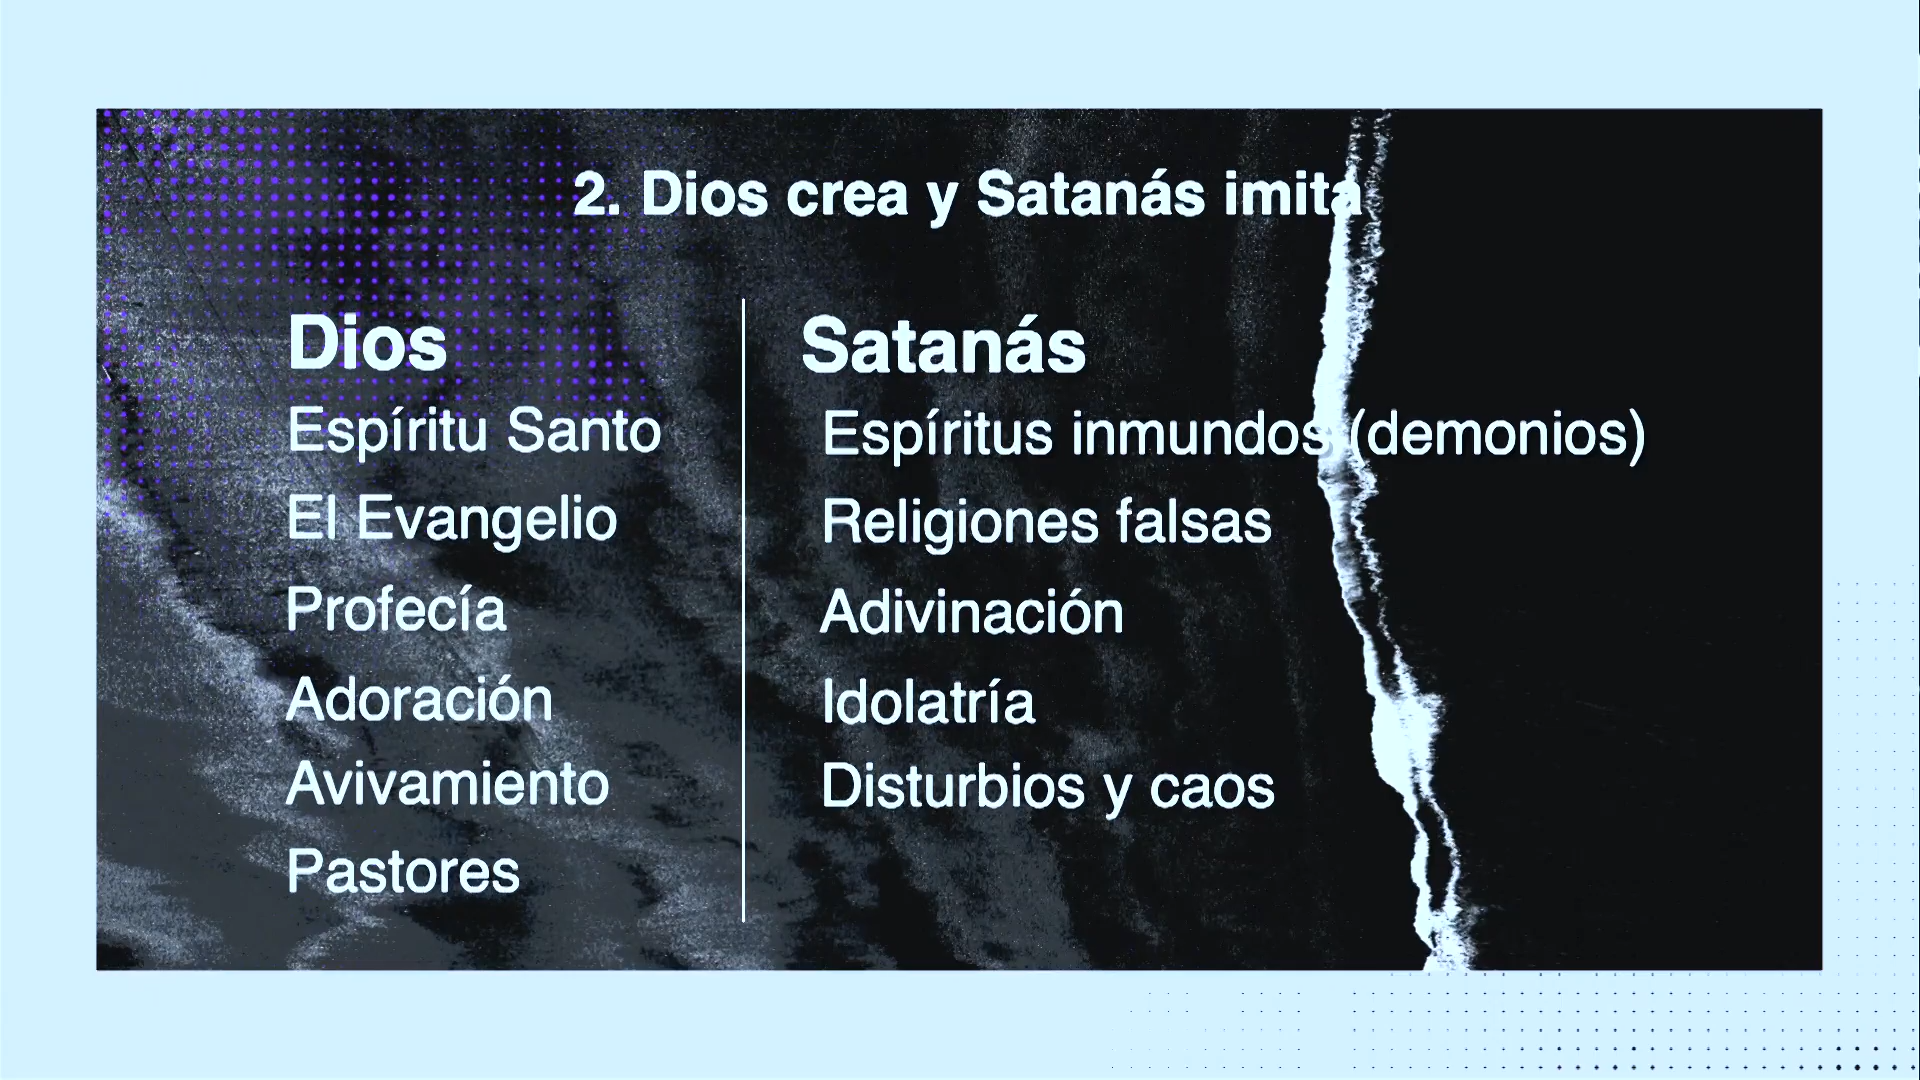 2. Dios crea y Satanás imita
Dios
Espíritu Santo
El Evangelio
Profecía
Adoración
Avivamiento
Pastores
Satanás
Espíritus inmundos (demonios)
Religiones falsas
Adivinación
Idolatría
Disturbios y caos